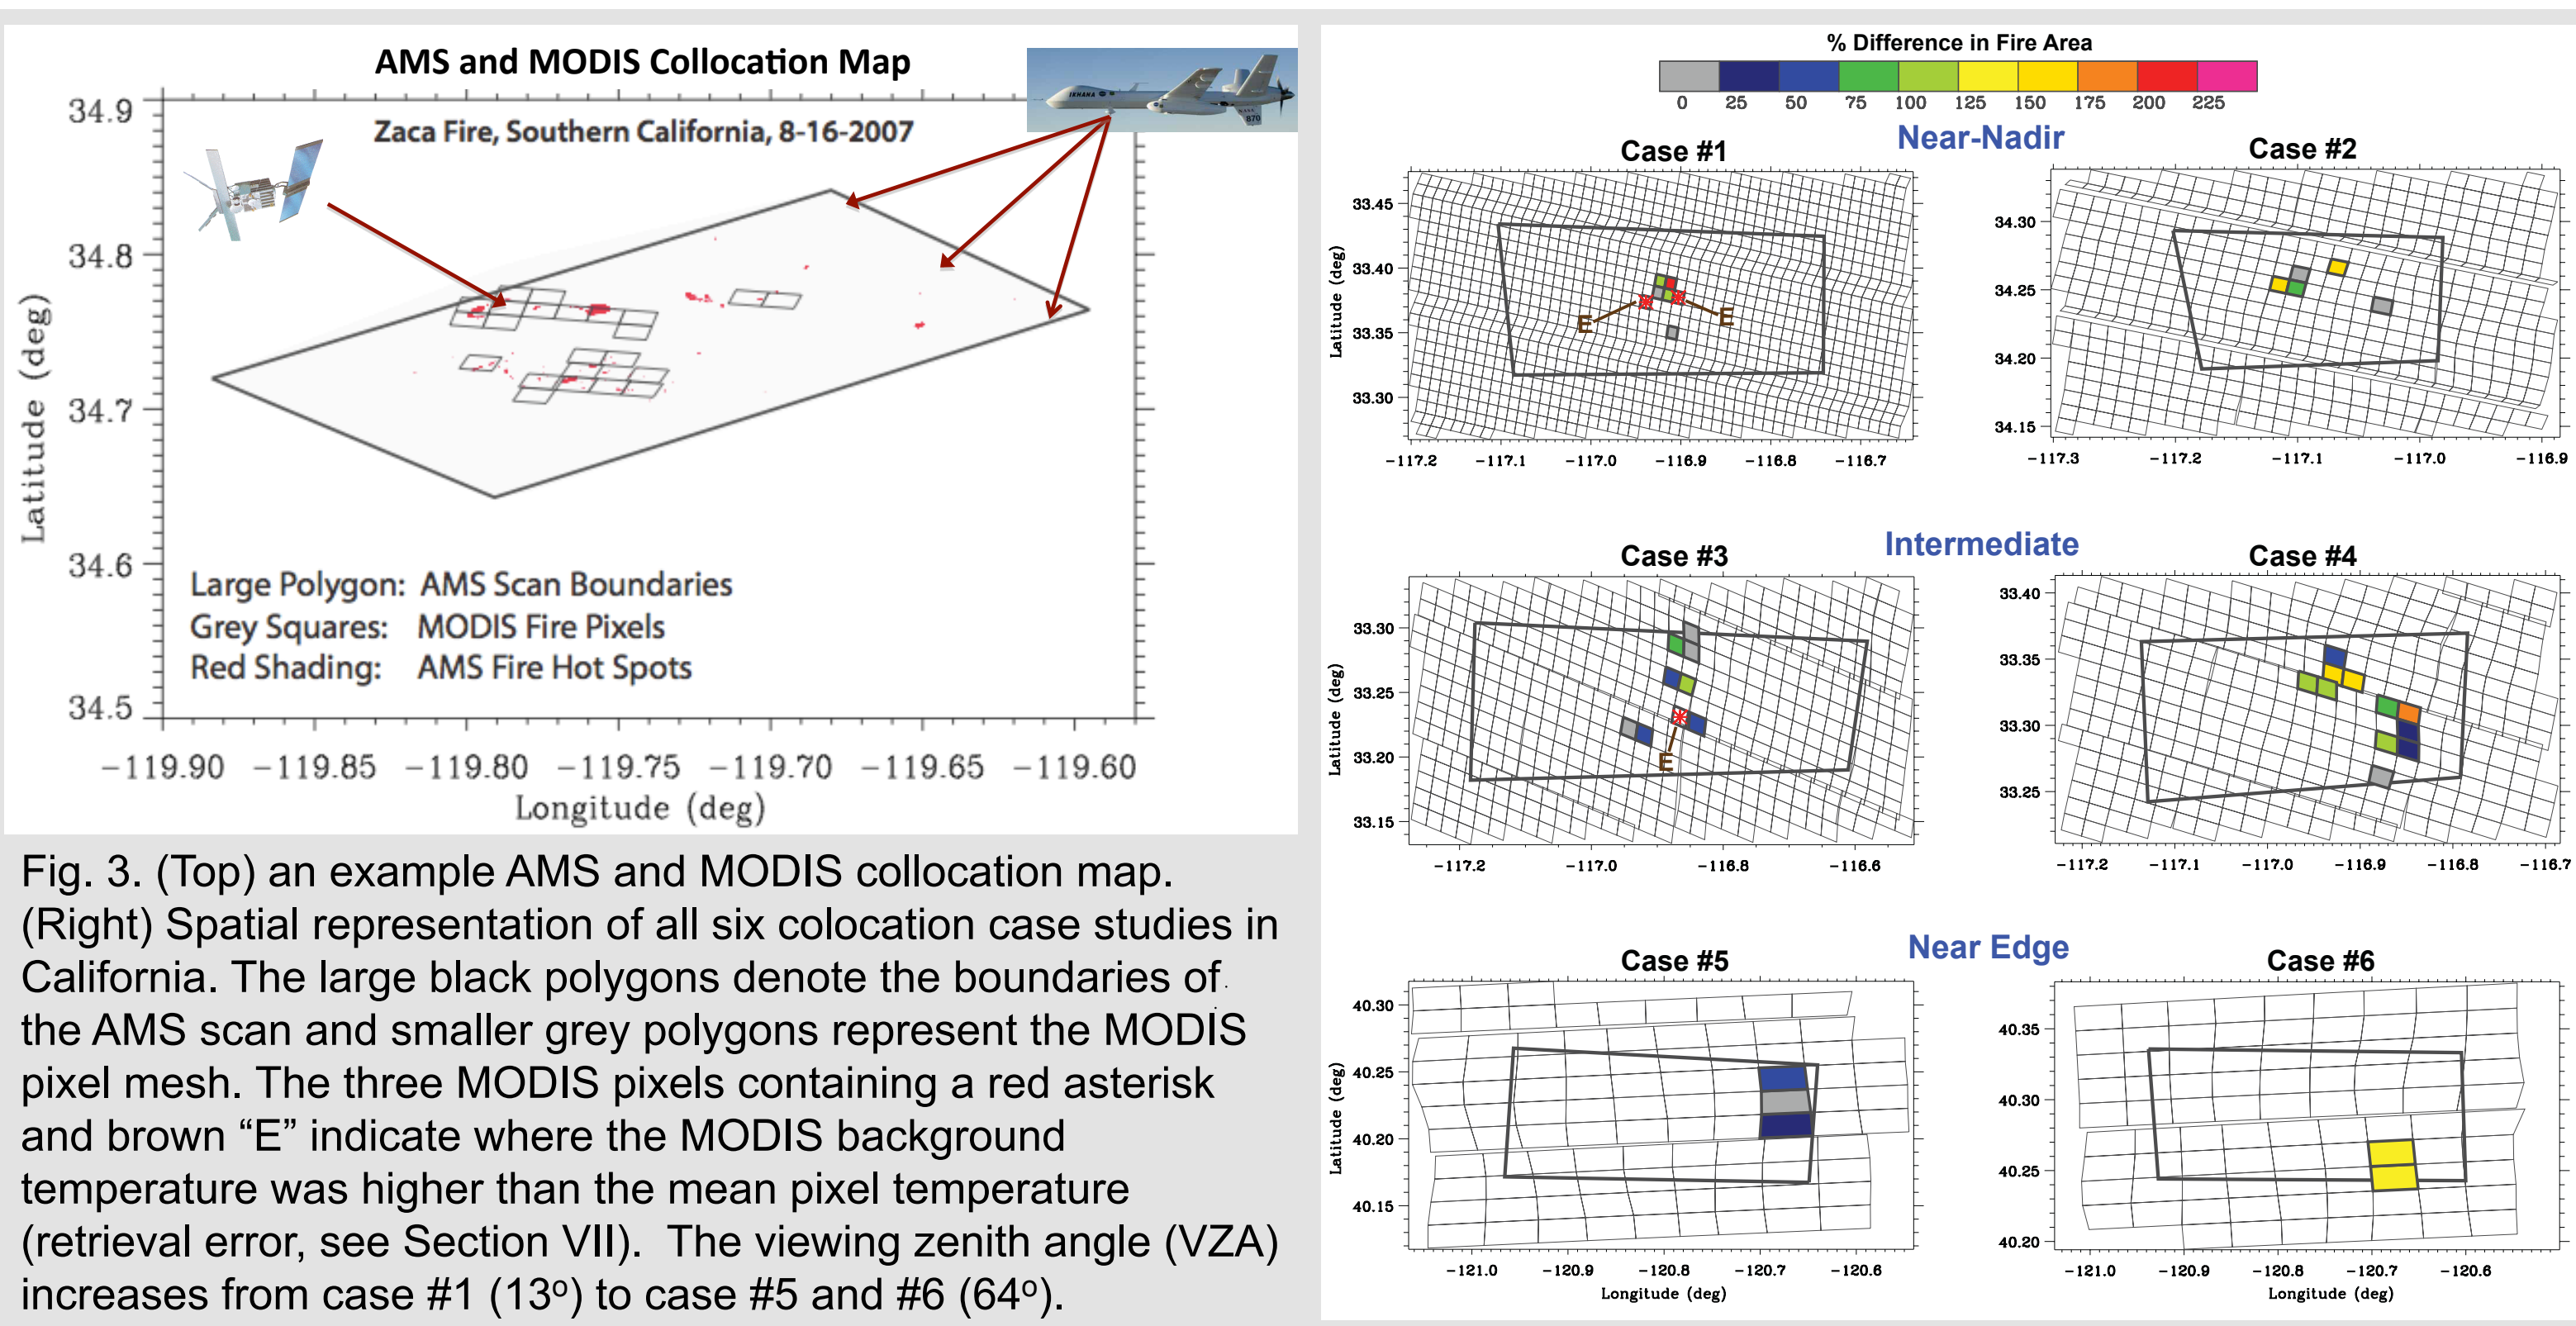 AMS and MODIS Collocation Map
IKHANA
870
Zaca Fire, Southern California, 8-16-2007
34.9
34.8
34.7
34.6
34.5
Latitude (deg)
Large Polygon: AMS Scan Boundaries
Grey Squares: MODIS Fire Pixels
Red Shading: AMS Fire Hot Spots
-119.90 -119.85 -119.80 -119.75 -119.70 -119.65 -119.60
Longitude (deg)
Fig. 3. (Top) an example AMS and MODIS collocation map.
(Right) Spatial representation of all six colocation case studies in
California. The large black polygons denote the boundaries of
the AMS scan and smaller grey polygons represent the MODIS
pixel mesh. The three MODIS pixels containing a red asterisk
and brown “E” indicate where the MODIS background
temperature was higher than the mean pixel temperature
(retrieval error, see Section VII). The viewing zenith angle (VZA)
increases from case #1 (13º) to case #5 and #6 (64º).
% Difference in Fire Area
0 25 50 75 100 125 150 175 200 225
Near-Nadir
Case #1
Latitude (deg)
33.45
33.40
33.35
33.30
E
E
-117.2 -117.1 -117.0 -116.9 -116.8 -116.7
Case #2
34.30
34.25
34.20
34.15
-117.3 -117.2 -117.1 -117.0 -116.9
Intermediate
Case #3
Latitude (deg)
33.30
33.25
33.20
33.15
E
-117.2 -117.0 -116.8 -116.6
Case #4
33.40
33.35
33.30
33.25
-117.2 -117.1 -117.0 -116.9 -116.8 -116.7
Near Edge
Case #5
Latitude (deg)
40.30
40.25
40.20
40.15
-121.0 -120.9 -120.8 -120.7 -120.6
Longitude (deg)
Case #6
40.35
40.30
40.25
40.20
-121.0 -120.9 -120.8 -120.7 -120.6
Longitude (deg)